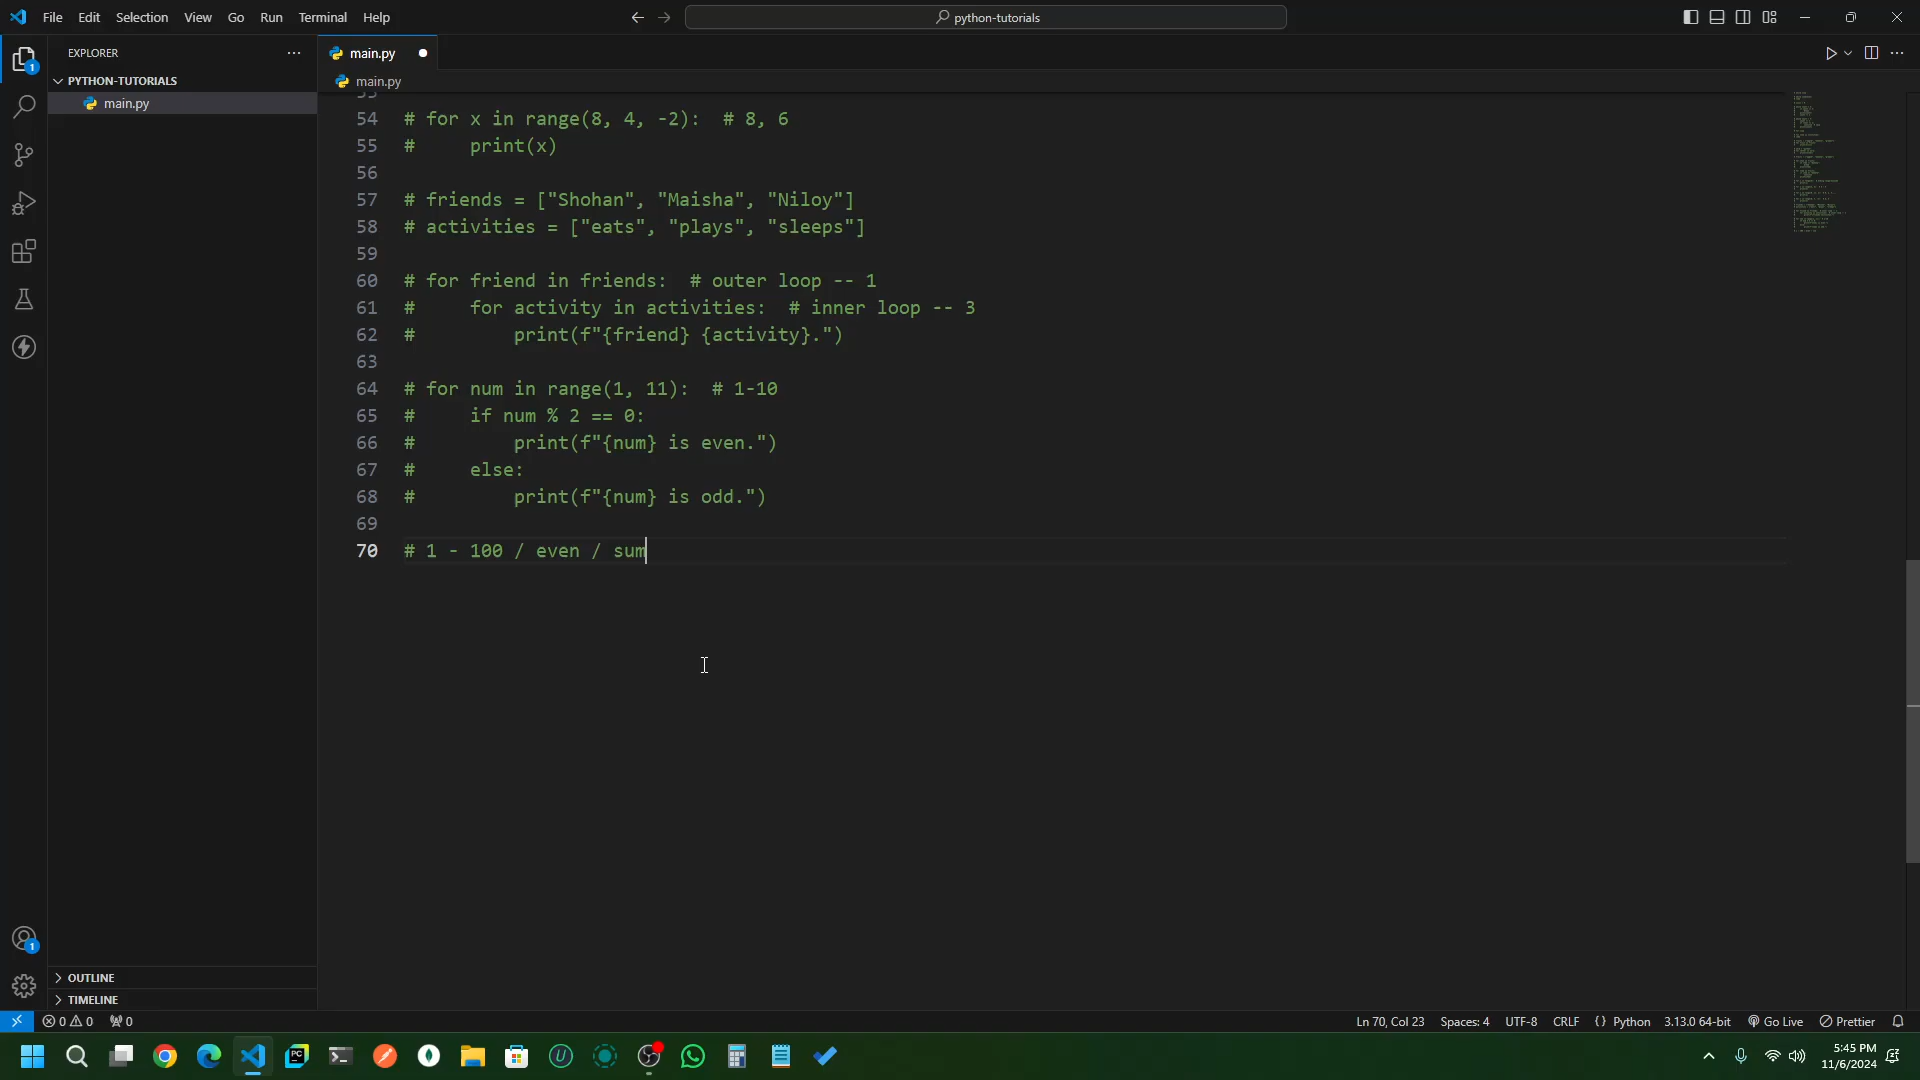 File Edit Selection View Go Run Terminal Help
python-tutorials
EXPLORER
main.py
1
PYTHON-TUTORIALS
main.py
main.py
54 # for x in range(8, 4, -2):  # 8, 6
55 #     print(x)
56
57 # friends = ["Shohan", "Maisha", "Niloy"]
58 # activities = ["eats", "plays", "sleeps"]
59
60 # for friend in friends:  # outer loop -- 1
61 #     for activity in activities:  # inner loop -- 3
62 #         print(f"{friend} {activity}.")
63
64 # for num in range(1, 11):  # 1-10
65 #     if num % 2 == 0:
66 #         print(f"{num} is even.")
67 #     else:
68 #         print(f"{num} is odd.")
69
70 # 1 - 100 / even / sum
1
OUTLINE
TIMELINE
0 0 0
Ln 70, Col 23 Spaces: 4 UTF-8 CRLF {} Python 3.13.0 64-bit Go Live Prettier
PC
U
5:45 PM
11/6/2024